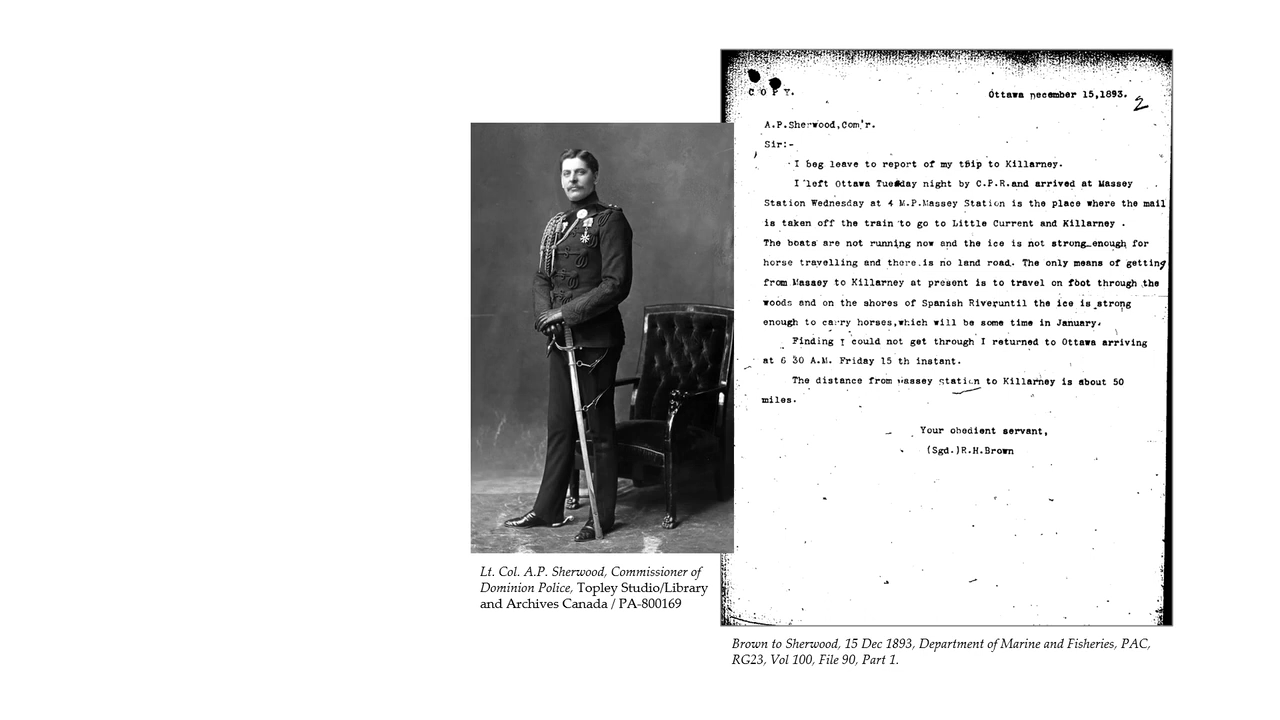 COPY.
Ottawa December 15,1893.
2
A.P.Sherwood,Com'r.
Sir:-
I beg leave to report of my trip to Killarney.
I left Ottawa Tuesday night by C.P.R.and arrived at Massey
Station Wednesday at 4 M.P.Massey Station is the place where the mail
is taken off the train to go to Little Current and Killarney .
The boats are not running now and the ice is not strong enough for
horse travelling and there is no land road. The only means of getting
from Massey to Killarney at present is to travel on foot through the
woods and on the shores of Spanish River until the ice is strong
enough to carry horses,which will be some time in January.
Finding I could not get through I returned to Ottawa arriving
at 6 30 A.M. Friday 15 th instant.
The distance from Massey station to Killarney is about 50
miles.
Your obedient servant,
(Sgd.)R.H.Brown
Lt. Col. A.P. Sherwood, Commissioner of
Dominion Police, Topley Studio/Library
and Archives Canada / PA-800169
Brown to Sherwood, 15 Dec 1893, Department of Marine and Fisheries, PAC,
RG23, Vol 100, File 90, Part 1.